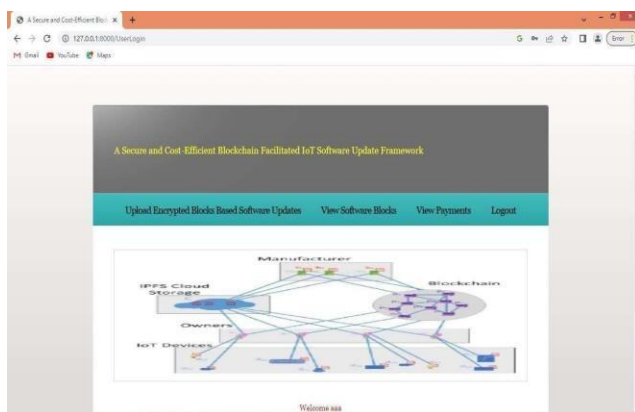 A Secure and Cost-Efficient Bloc
127.0.0.1:8000/UserLogin
Error
Gmail YouTube Maps
A Secure and Cost-Efficient Blockchain Facilitated IoT Software Update Framework
Upload Encrypted Blocks Based Software Updates View Software Blocks View Payments Logout
Manufacturer
IPFS Cloud
Storage
Blockchain
Owners
IoT Devices
Welcome aaa